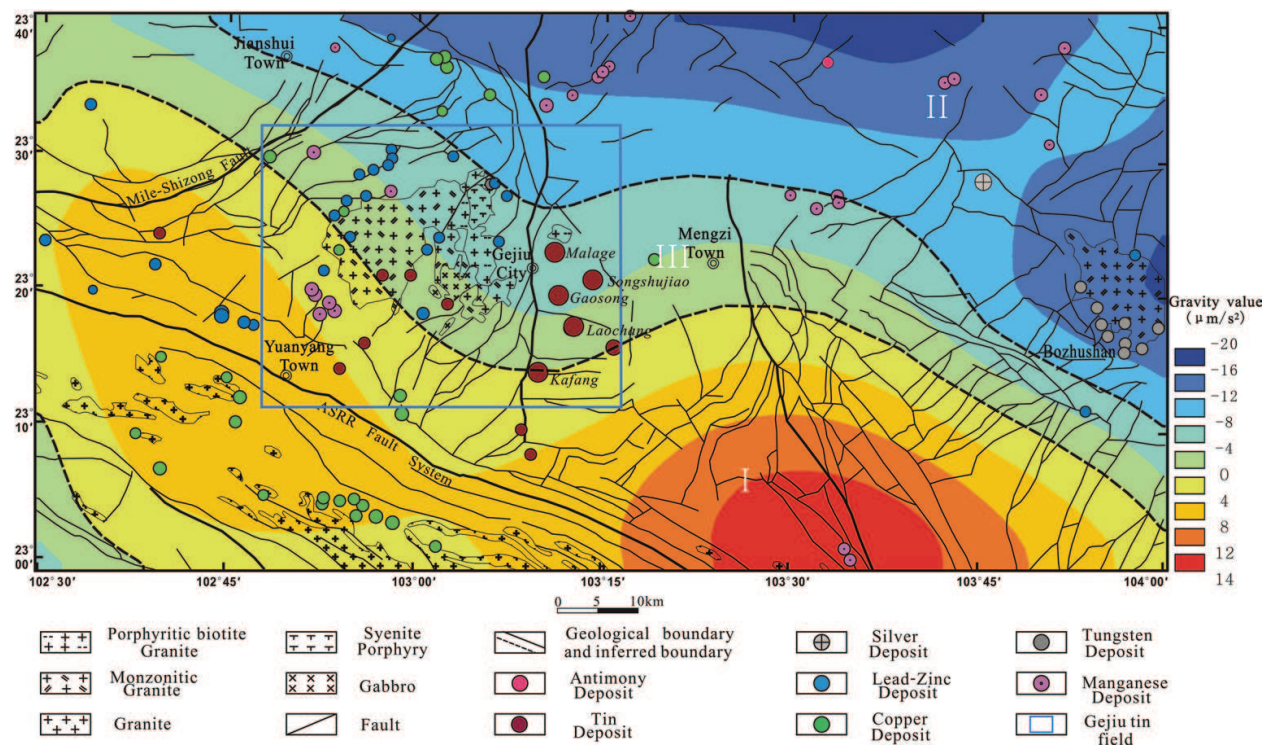 23°
40′
23°
30′
23°
20′
23°
10′
23°
00′
102°30′
102°45′
103°00′
103°15′
103°30′
103°45′
104°00′
Jianshui
Town
II
Mile-Shizong Fault
Mengzi
Town
III
Gejiu
City
Malage
Songshujiao
Gaosong
Laochang
Kafang
Yuanyang
Town
ASRR Fault System
Bozhushan
I
Gravity value
(μm/s²)
-20
-16
-12
-8
-4
0
4
8
12
14
0 5 10km
Porphyritic biotite
Granite
Syenite
Porphyry
Geological boundary
and inferred boundary
Silver
Deposit
Tungsten
Deposit
Monzonitic
Granite
Gabbro
Antimony
Deposit
Lead-Zinc
Deposit
Manganese
Deposit
Granite
Fault
Tin
Deposit
Copper
Deposit
Gejiu tin
field